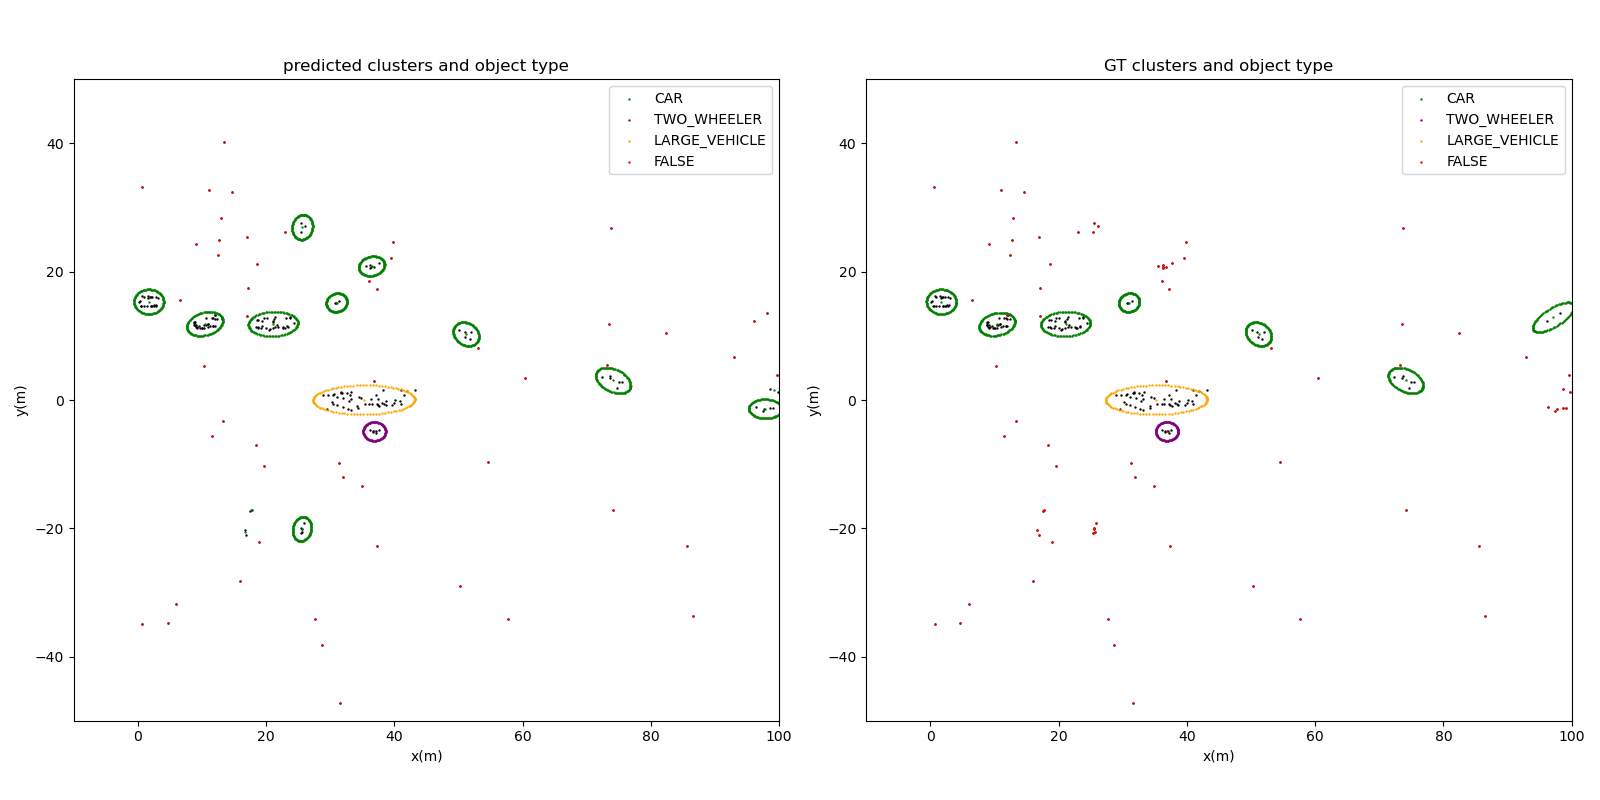 predicted clusters and object type
CAR
TWO_WHEELER
LARGE_VEHICLE
FALSE
40
20
0
−20
−40
y(m)
0
20
40
60
80
100
x(m)
GT clusters and object type
CAR
TWO_WHEELER
LARGE_VEHICLE
FALSE
40
20
0
−20
−40
y(m)
0
20
40
60
80
100
x(m)